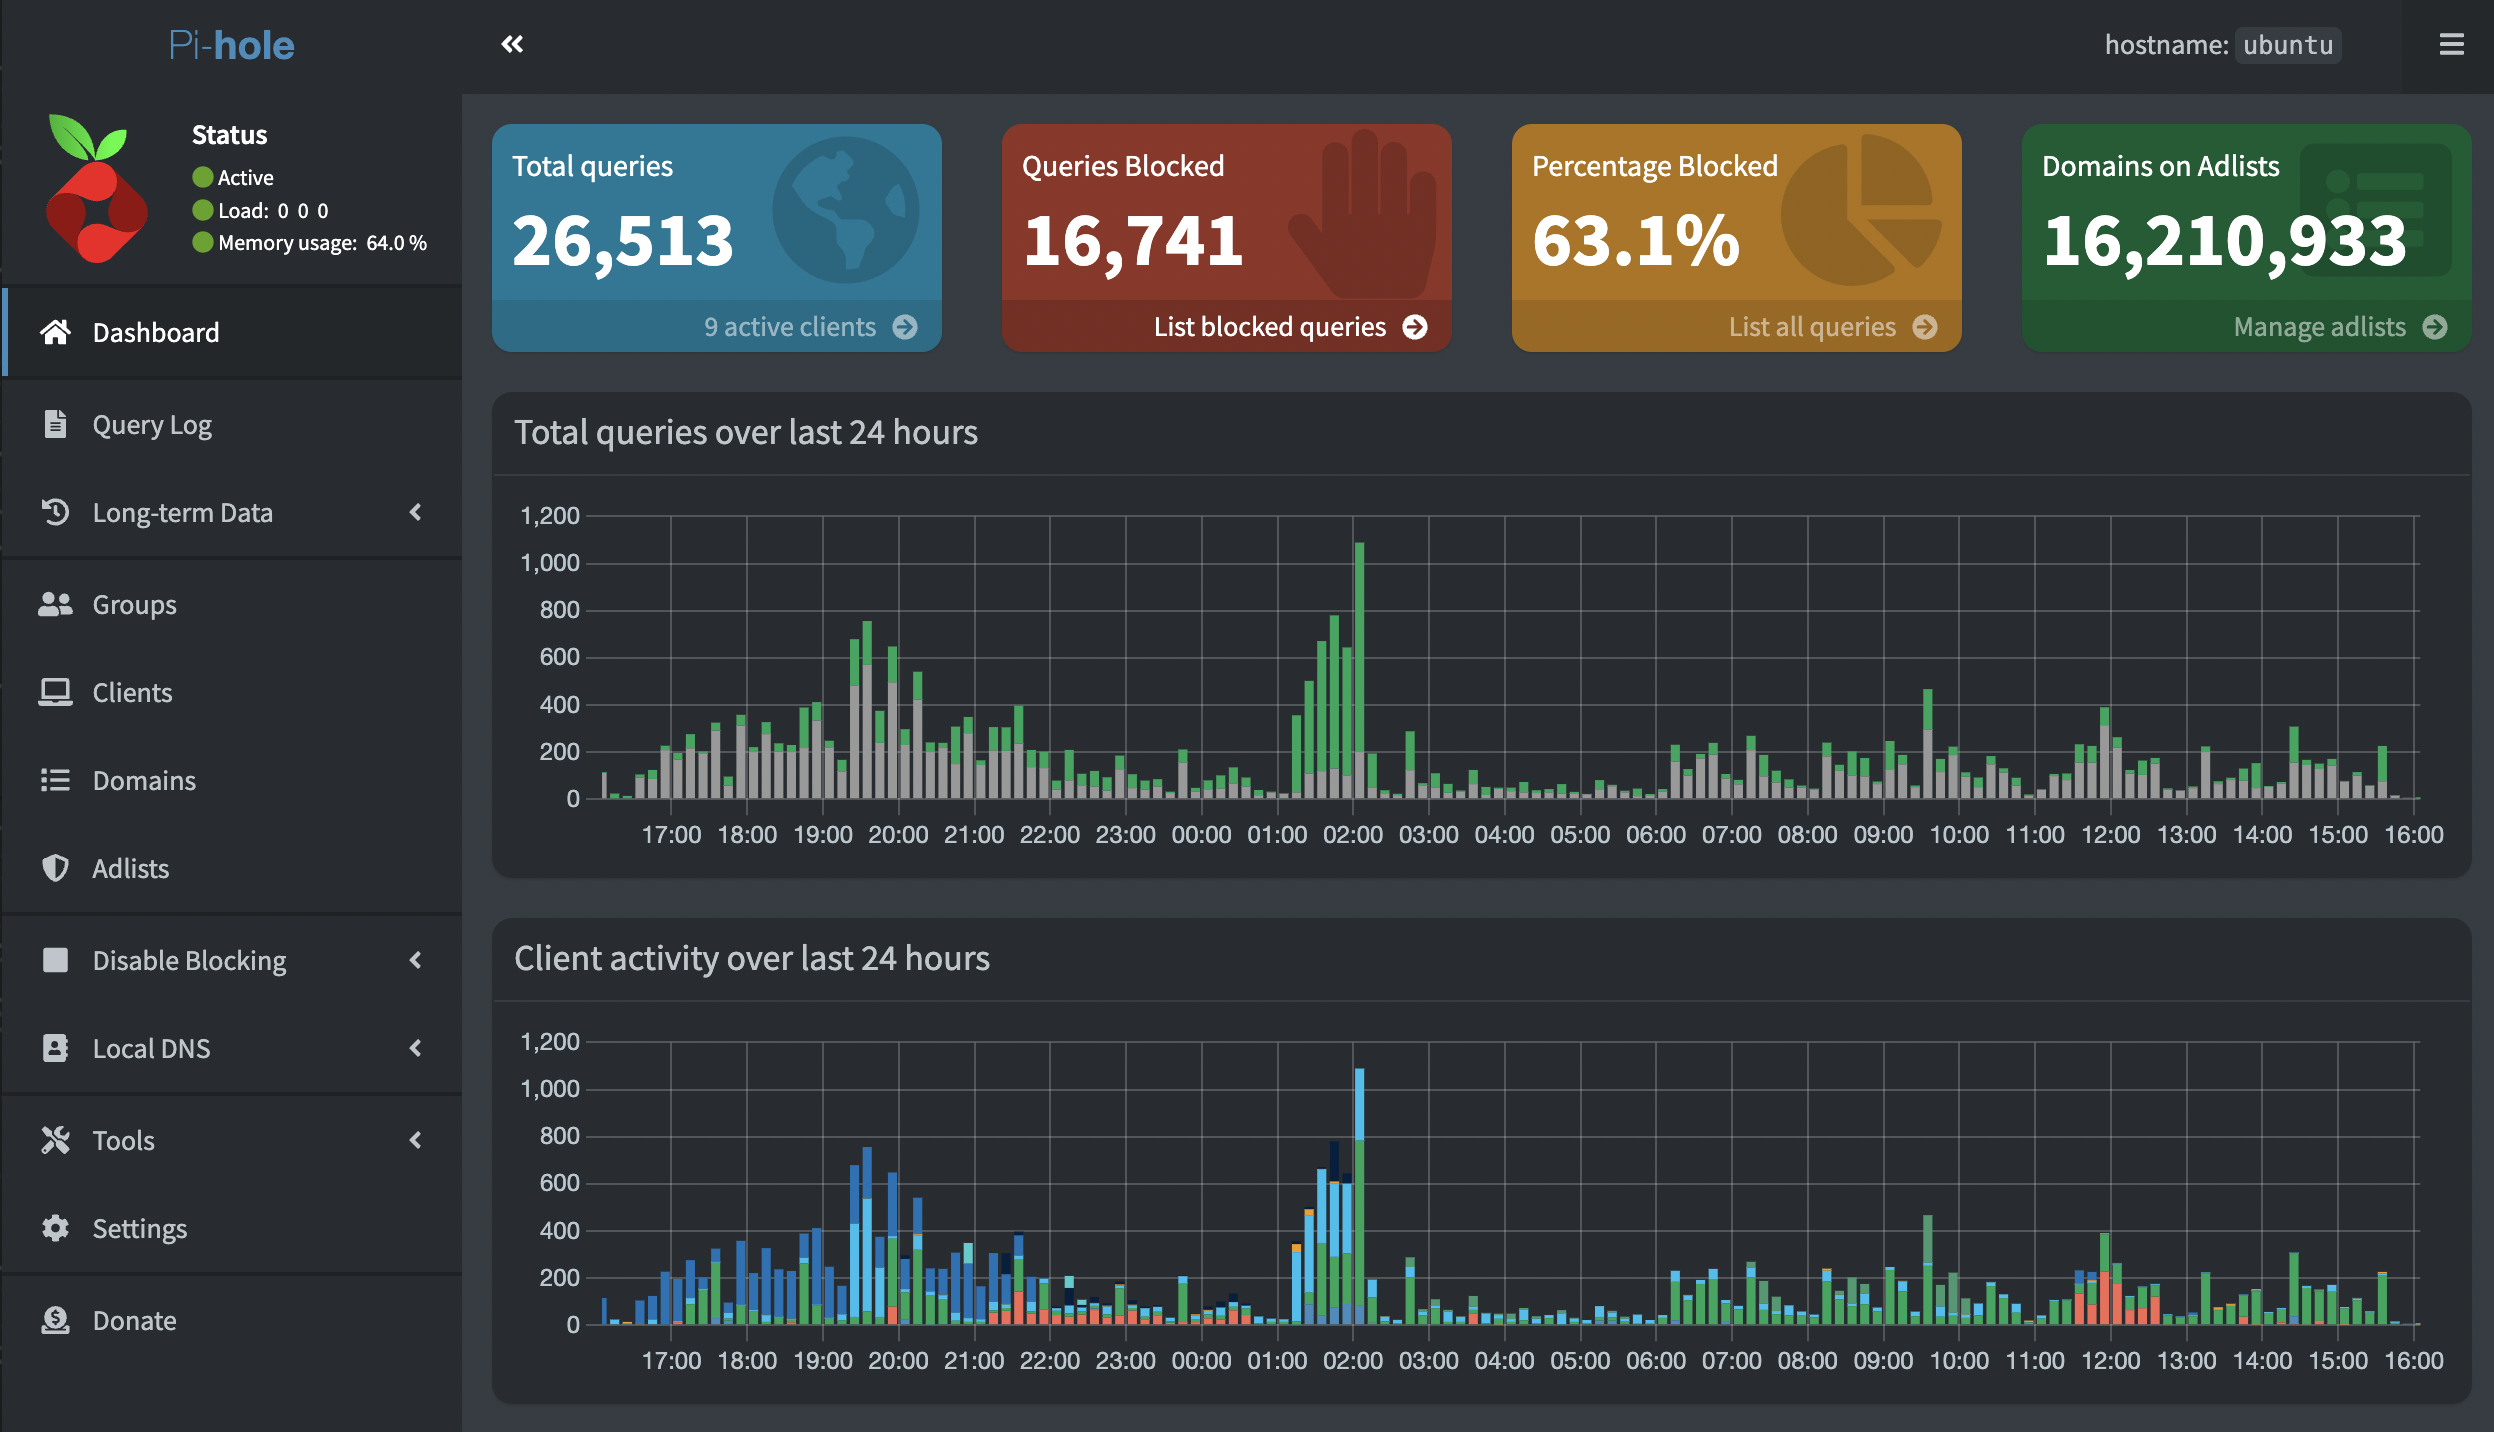 Pi-hole
hostname: ubuntu
Status
Active
Load: 0 0 0
Memory usage: 64.0 %
Dashboard
Query Log
Long-term Data
Groups
Clients
Domains
Adlists
Disable Blocking
Local DNS
Tools
Settings
Donate
Total queries
26,513
9 active clients
Queries Blocked
16,741
List blocked queries
Percentage Blocked
63.1%
List all queries
Domains on Adlists
16,210,933
Manage adlists
Total queries over last 24 hours
1,200
1,000
800
600
400
200
0
17:00 18:00 19:00 20:00 21:00 22:00 23:00 00:00 01:00 02:00 03:00 04:00 05:00 06:00 07:00 08:00 09:00 10:00 11:00 12:00 13:00 14:00 15:00 16:00
Client activity over last 24 hours
1,200
1,000
800
600
400
200
0
17:00 18:00 19:00 20:00 21:00 22:00 23:00 00:00 01:00 02:00 03:00 04:00 05:00 06:00 07:00 08:00 09:00 10:00 11:00 12:00 13:00 14:00 15:00 16:00